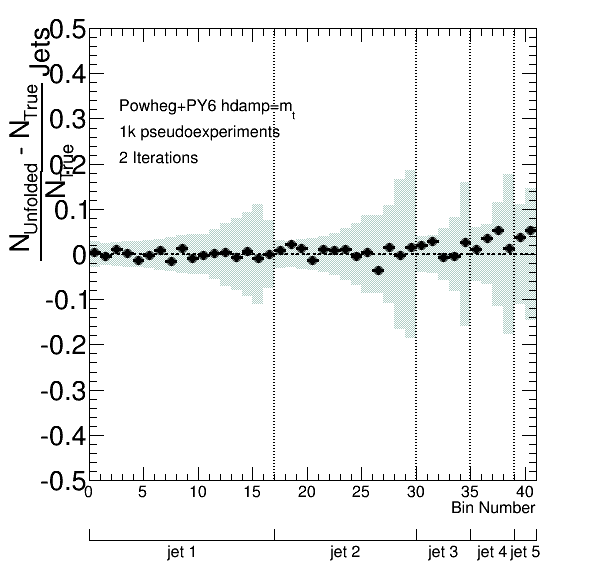 N_Unfolded - N_True
N_True
Jets
0.5
0.4
0.3
0.2
0.1
0
-0.1
-0.2
-0.3
-0.4
-0.5
Powheg+PY6 hdamp=m_t
1k pseudoexperiments
2 Iterations
0 5 10 15 20 25 30 35 40
Bin Number
jet 1 jet 2 jet 3 jet 4 jet 5